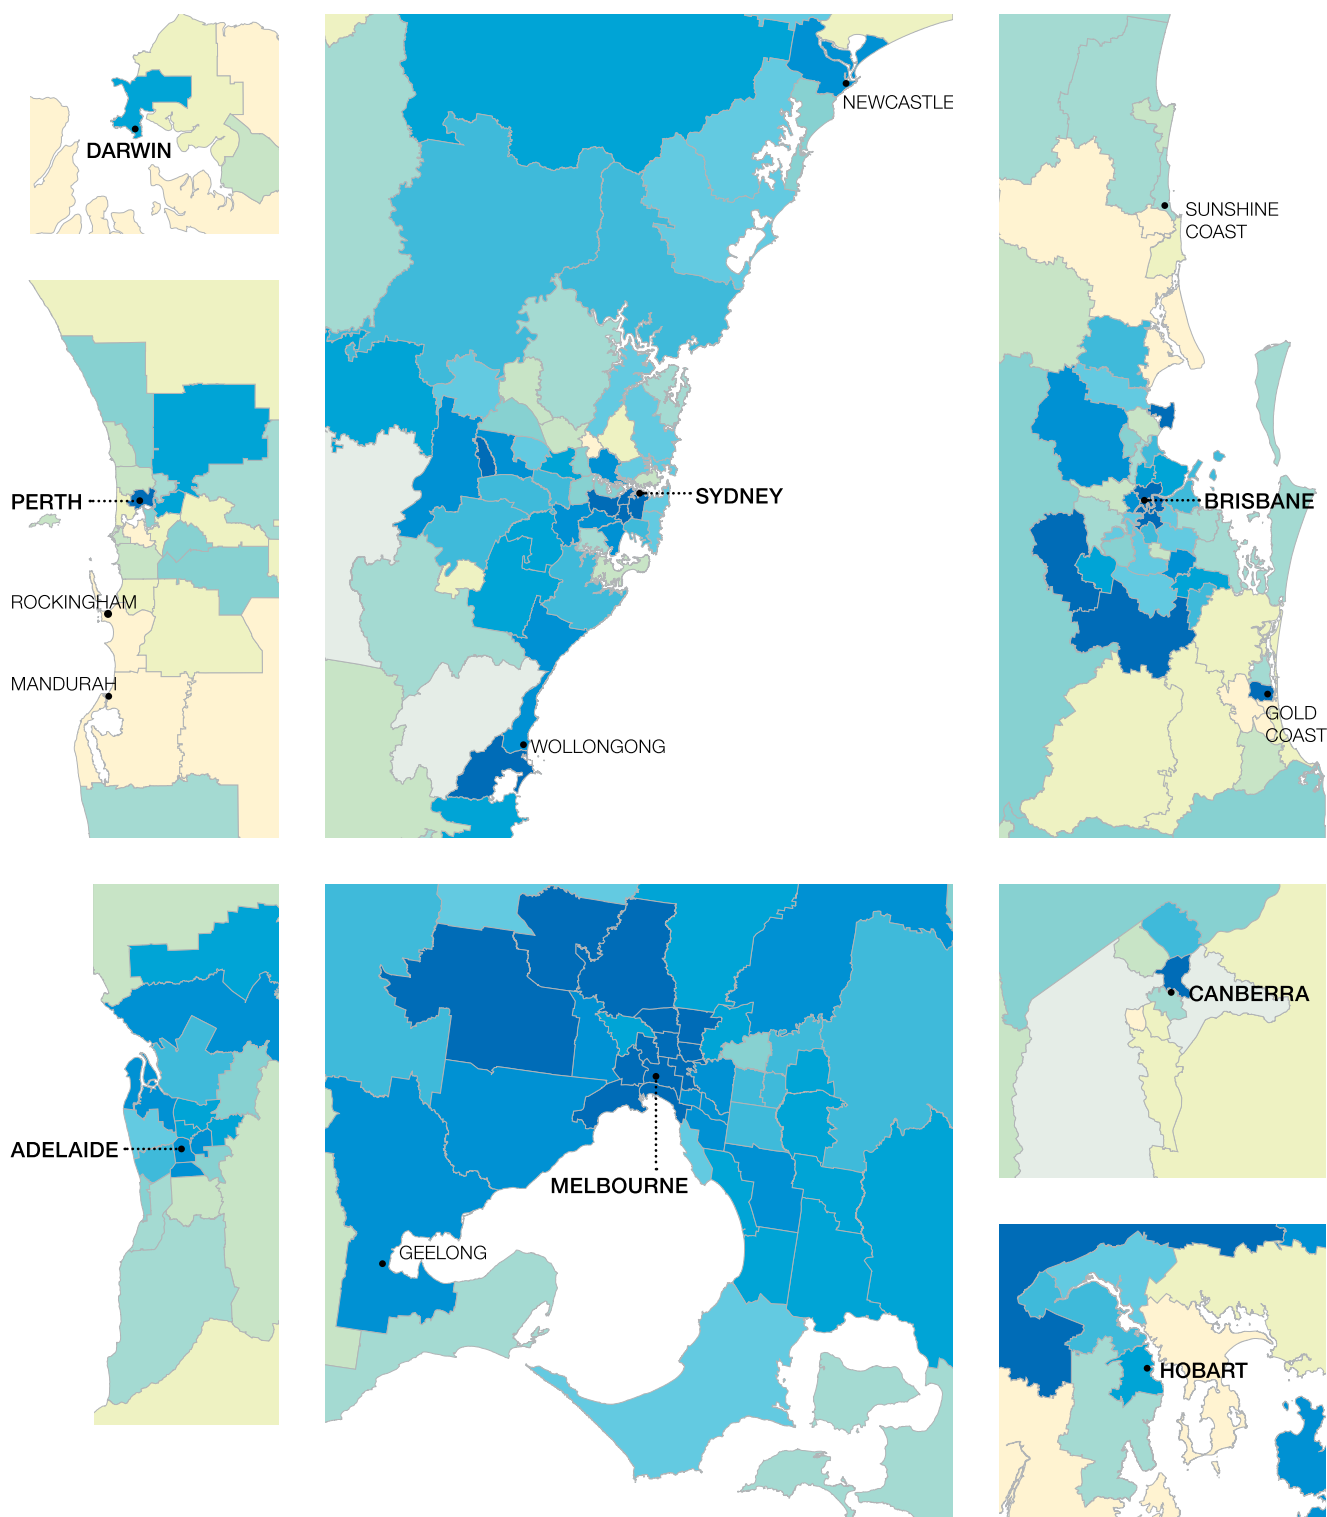 DARWIN
NEWCASTLE
SUNSHINE
COAST
PERTH
SYDNEY
BRISBANE
ROCKINGHAM
MANDURAH
WOLLONGONG
GOLD
COAST
ADELAIDE
MELBOURNE
GEELONG
CANBERRA
HOBART